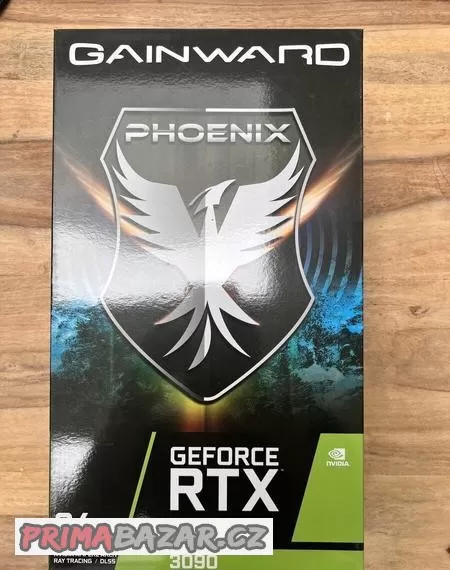 GAINWARD
PHOENIX
GEFORCE
RTX
NVIDIA
PRIMABAZAR.CZ
RAY TRACING / DLSS
3090